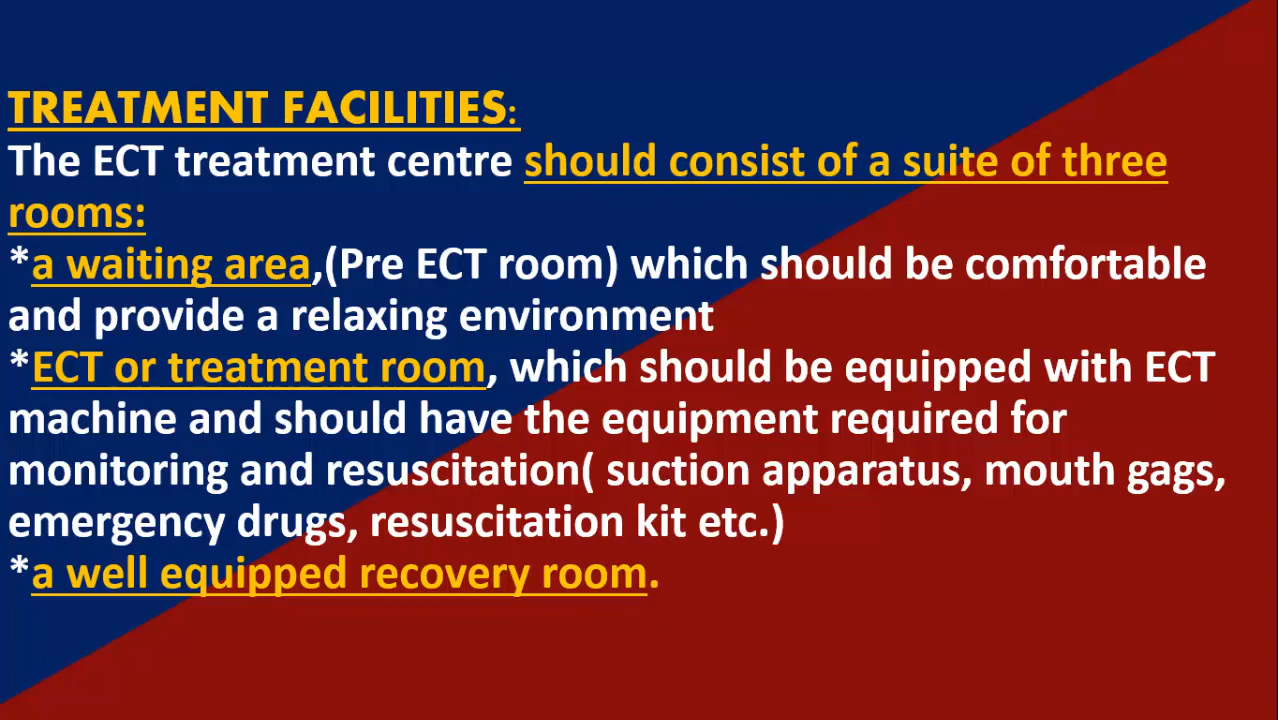 TREATMENT FACILITIES:
The ECT treatment centre should consist of a suite of three
rooms:
*a waiting area,(Pre ECT room) which should be comfortable
and provide a relaxing environment
*ECT or treatment room, which should be equipped with ECT
machine and should have the equipment required for
monitoring and resuscitation( suction apparatus, mouth gags,
emergency drugs, resuscitation kit etc.)
*a well equipped recovery room.